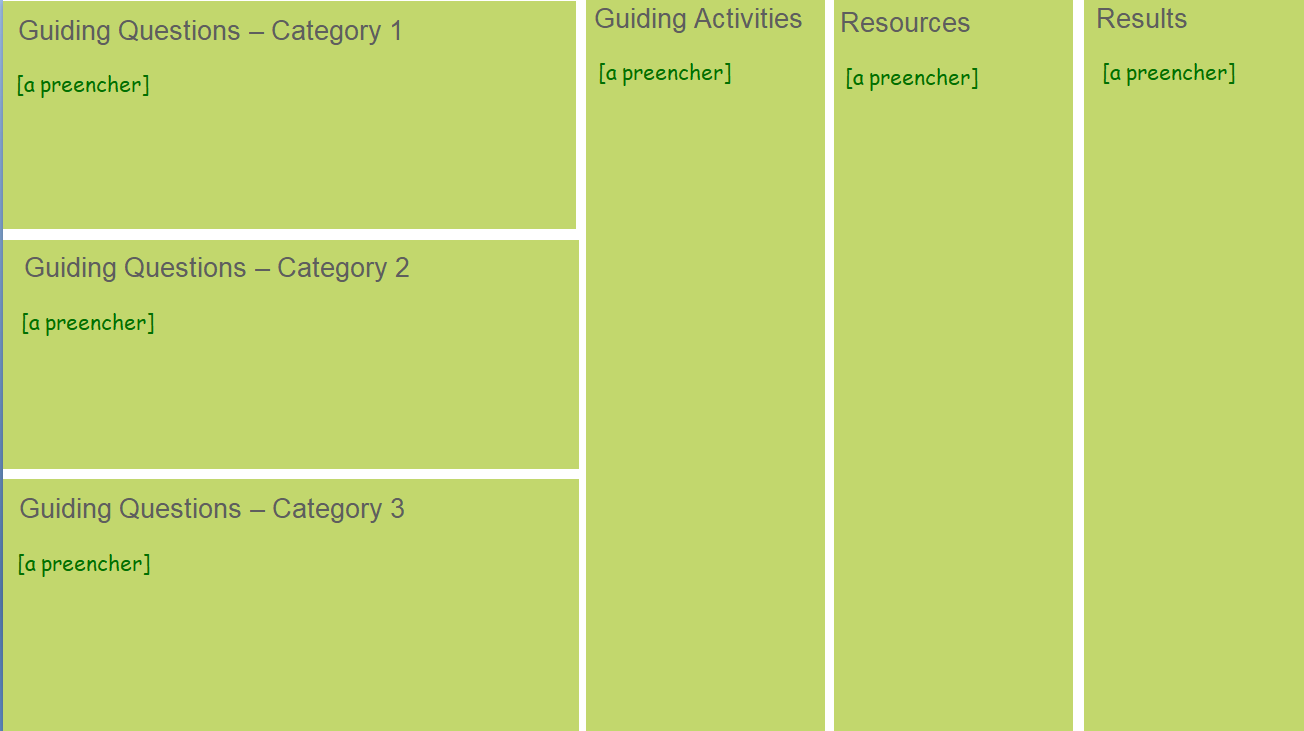 Guiding Questions – Category 1
[a preencher]
Guiding Questions – Category 2
[a preencher]
Guiding Questions – Category 3
[a preencher]
Guiding Activities
[a preencher]
Resources
[a preencher]
Results
[a preencher]